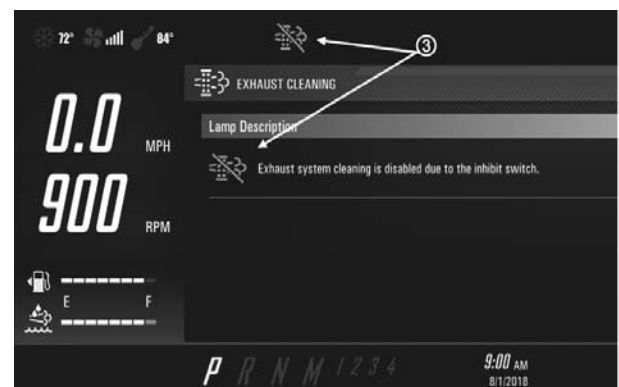 72° 84°
③
EXHAUST CLEANING
Lamp Description
Exhaust system cleaning is disabled due to the inhibit switch.
0.0 MPH
900 RPM
E F
P R N M 1 2 3 4
9:00 AM
8/1/2018